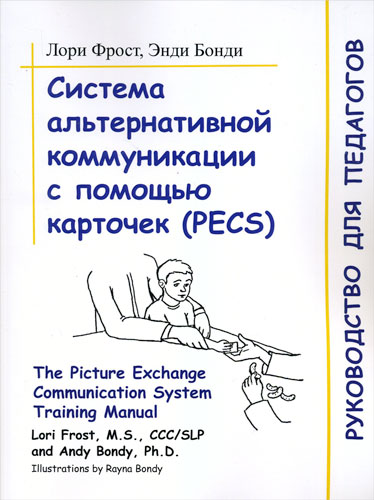 Лори Фрост, Энди Бонди
Система
альтернативной
коммуникации
с помощью
карточек (PECS)
The Picture Exchange
Communication System
Training Manual
Lori Frost, M.S., CCC/SLP
and Andy Bondy, Ph.D.
Illustrations by Rayna Bondy
РУКОВОДСТВО ДЛЯ ПЕДАГОГОВ